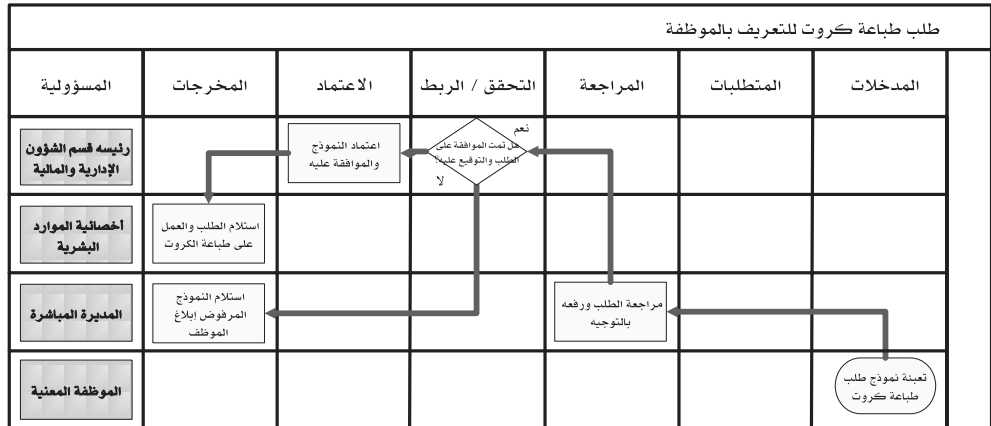 طلب طباعة كروت للتعريف بالموظفة
المدخلات
المتطلبات
المراجعة
التحقق / الربط
الاعتماد
المخرجات
المسؤولية
نعم
هل تمت الموافقة على
الطلب والتوقيع عليه؟
لا
اعتماد النموذج
والموافقة عليه
رئيسه قسم الشؤون
الإدارية والمالية
استلام الطلب والعمل
على طباعة الكروت
أخصائية الموارد
البشرية
مراجعة الطلب ورفعه
بالتوجيه
استلام النموذج
المرفوض إبلاغ
الموظف
المديرة المباشرة
تعبئة نموذج طلب
طباعة كروت
الموظفة المعنية